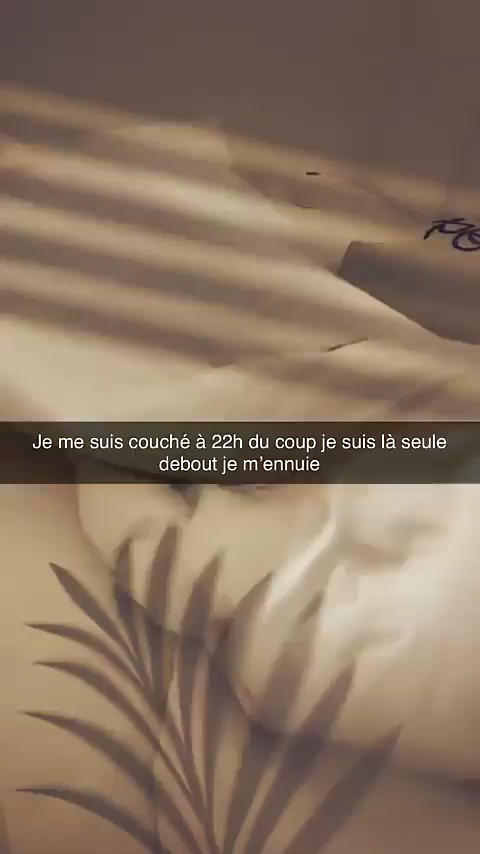 Je me suis couché à 22h du coup je suis là seule
debout je m'ennuie